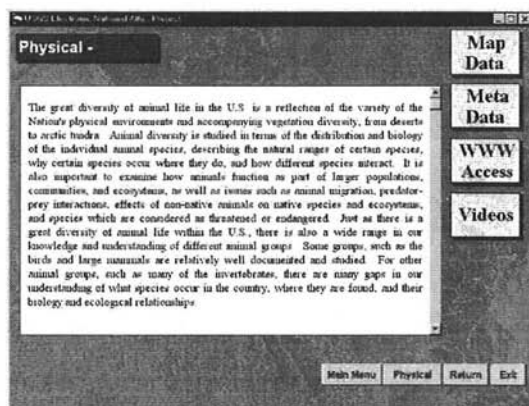 Electronic National Atlas Project
Physical -
Map
Data
Meta
Data
WWW
Access
Videos
The great diversity of animal life in the U.S. is a reflection of the variety of the
Nation's physical environments and accompanying vegetation diversity, from deserts
to arctic tundra. Animal diversity is studied in terms of the distribution and biology
of the individual animal species, describing the natural ranges of certain species,
why certain species occur where they do, and how different species interact. It is
also important to examine how animals function as part of larger populations,
communities, and ecosystems, as well as issues such as animal migration, predator-
prey interactions, effects of non-native animals on native species and ecosystems,
and species which are considered as threatened or endangered. Just as there is a
great diversity of animal life within the U.S., there is also a wide range in our
knowledge and understanding of different animal groups. Some groups, such as the
birds and large mammals are relatively well documented and studied. For other
animal groups, such as many of the invertebrates, there are many gaps in our
understanding of what species occur in the country, where they are found, and their
biology and ecological relationships.
Main Menu
Physical
Return
Exit